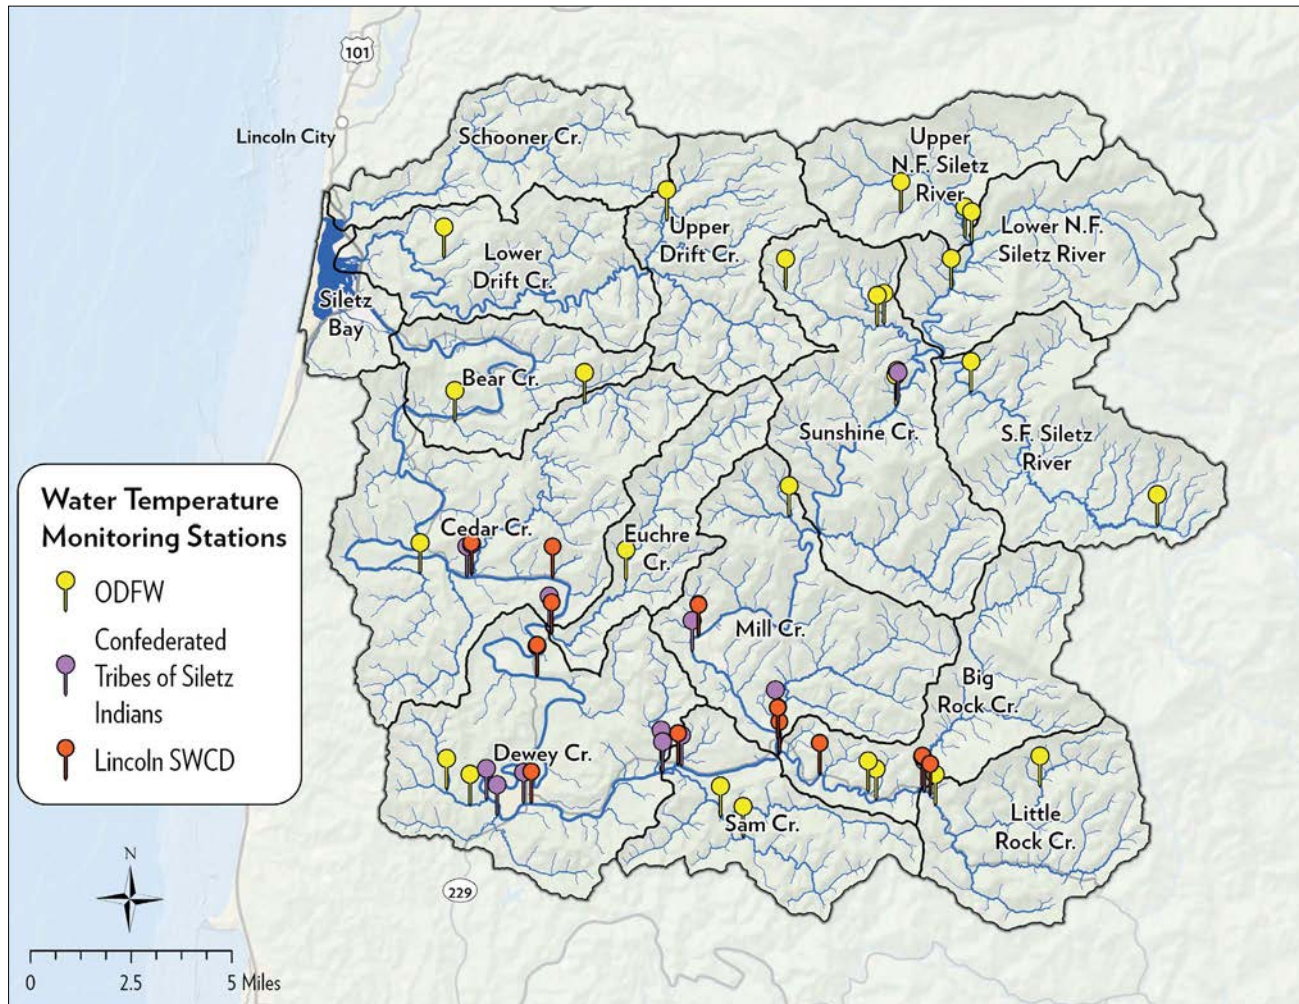 101
Lincoln City
Schooner Cr.
Upper
N.F. Siletz
River
Lower N.F.
Siletz River
Upper
Drift Cr.
Lower
Drift Cr.
Siletz
Bay
Bear Cr.
Sunshine Cr.
S.F. Siletz
River
Cedar Cr.
Euchre
Cr.
Mill Cr.
Big
Rock Cr.
Dewey Cr.
Sam Cr.
Little
Rock Cr.
229
Water Temperature
Monitoring Stations
ODFW
Confederated
Tribes of Siletz
Indians
Lincoln SWCD
N
0 2.5 5 Miles